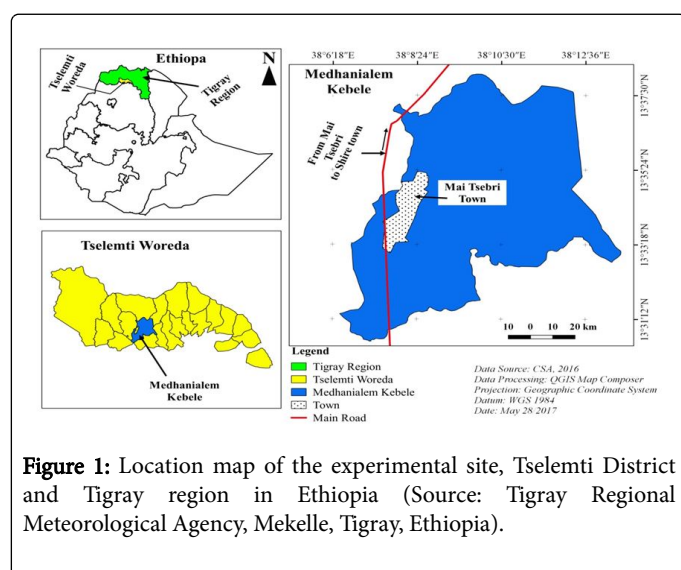 Ethiopa
N
Tselemti
Woreda
Tigray
Region
Tselemti Woreda
Medhanialem
Kebele
38°6'18"E
38°8'24"E
38°10'30"E
38°12'36"E
Medhanialem
Kebele
From Mai
Tsebri
to Shire town
Mai Tsebri
Town
13°37'30"N
13°35'24"N
13°33'18"N
13°31'12"N
10 0 10 20 km
Legend
Tigray Region
Tselemti Woreda
Medhanialem Kebele
Town
Main Road
Data Source: CSA, 2016
Data Processing: QGIS Map Composer
Projection: Geographic Coordinate System
Datum: WGS 1984
Date: May 28 2017
Figure 1: Location map of the experimental site, Tselemti District
and Tigray region in Ethiopia (Source: Tigray Regional
Meteorological Agency, Mekelle, Tigray, Ethiopia).